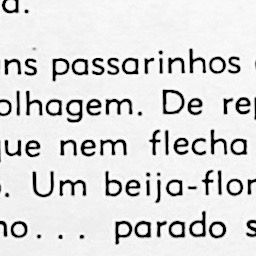 a.
ns passarinhos
olhagem. De rep
que nem flecha
. Um beija-flor
no... parado s